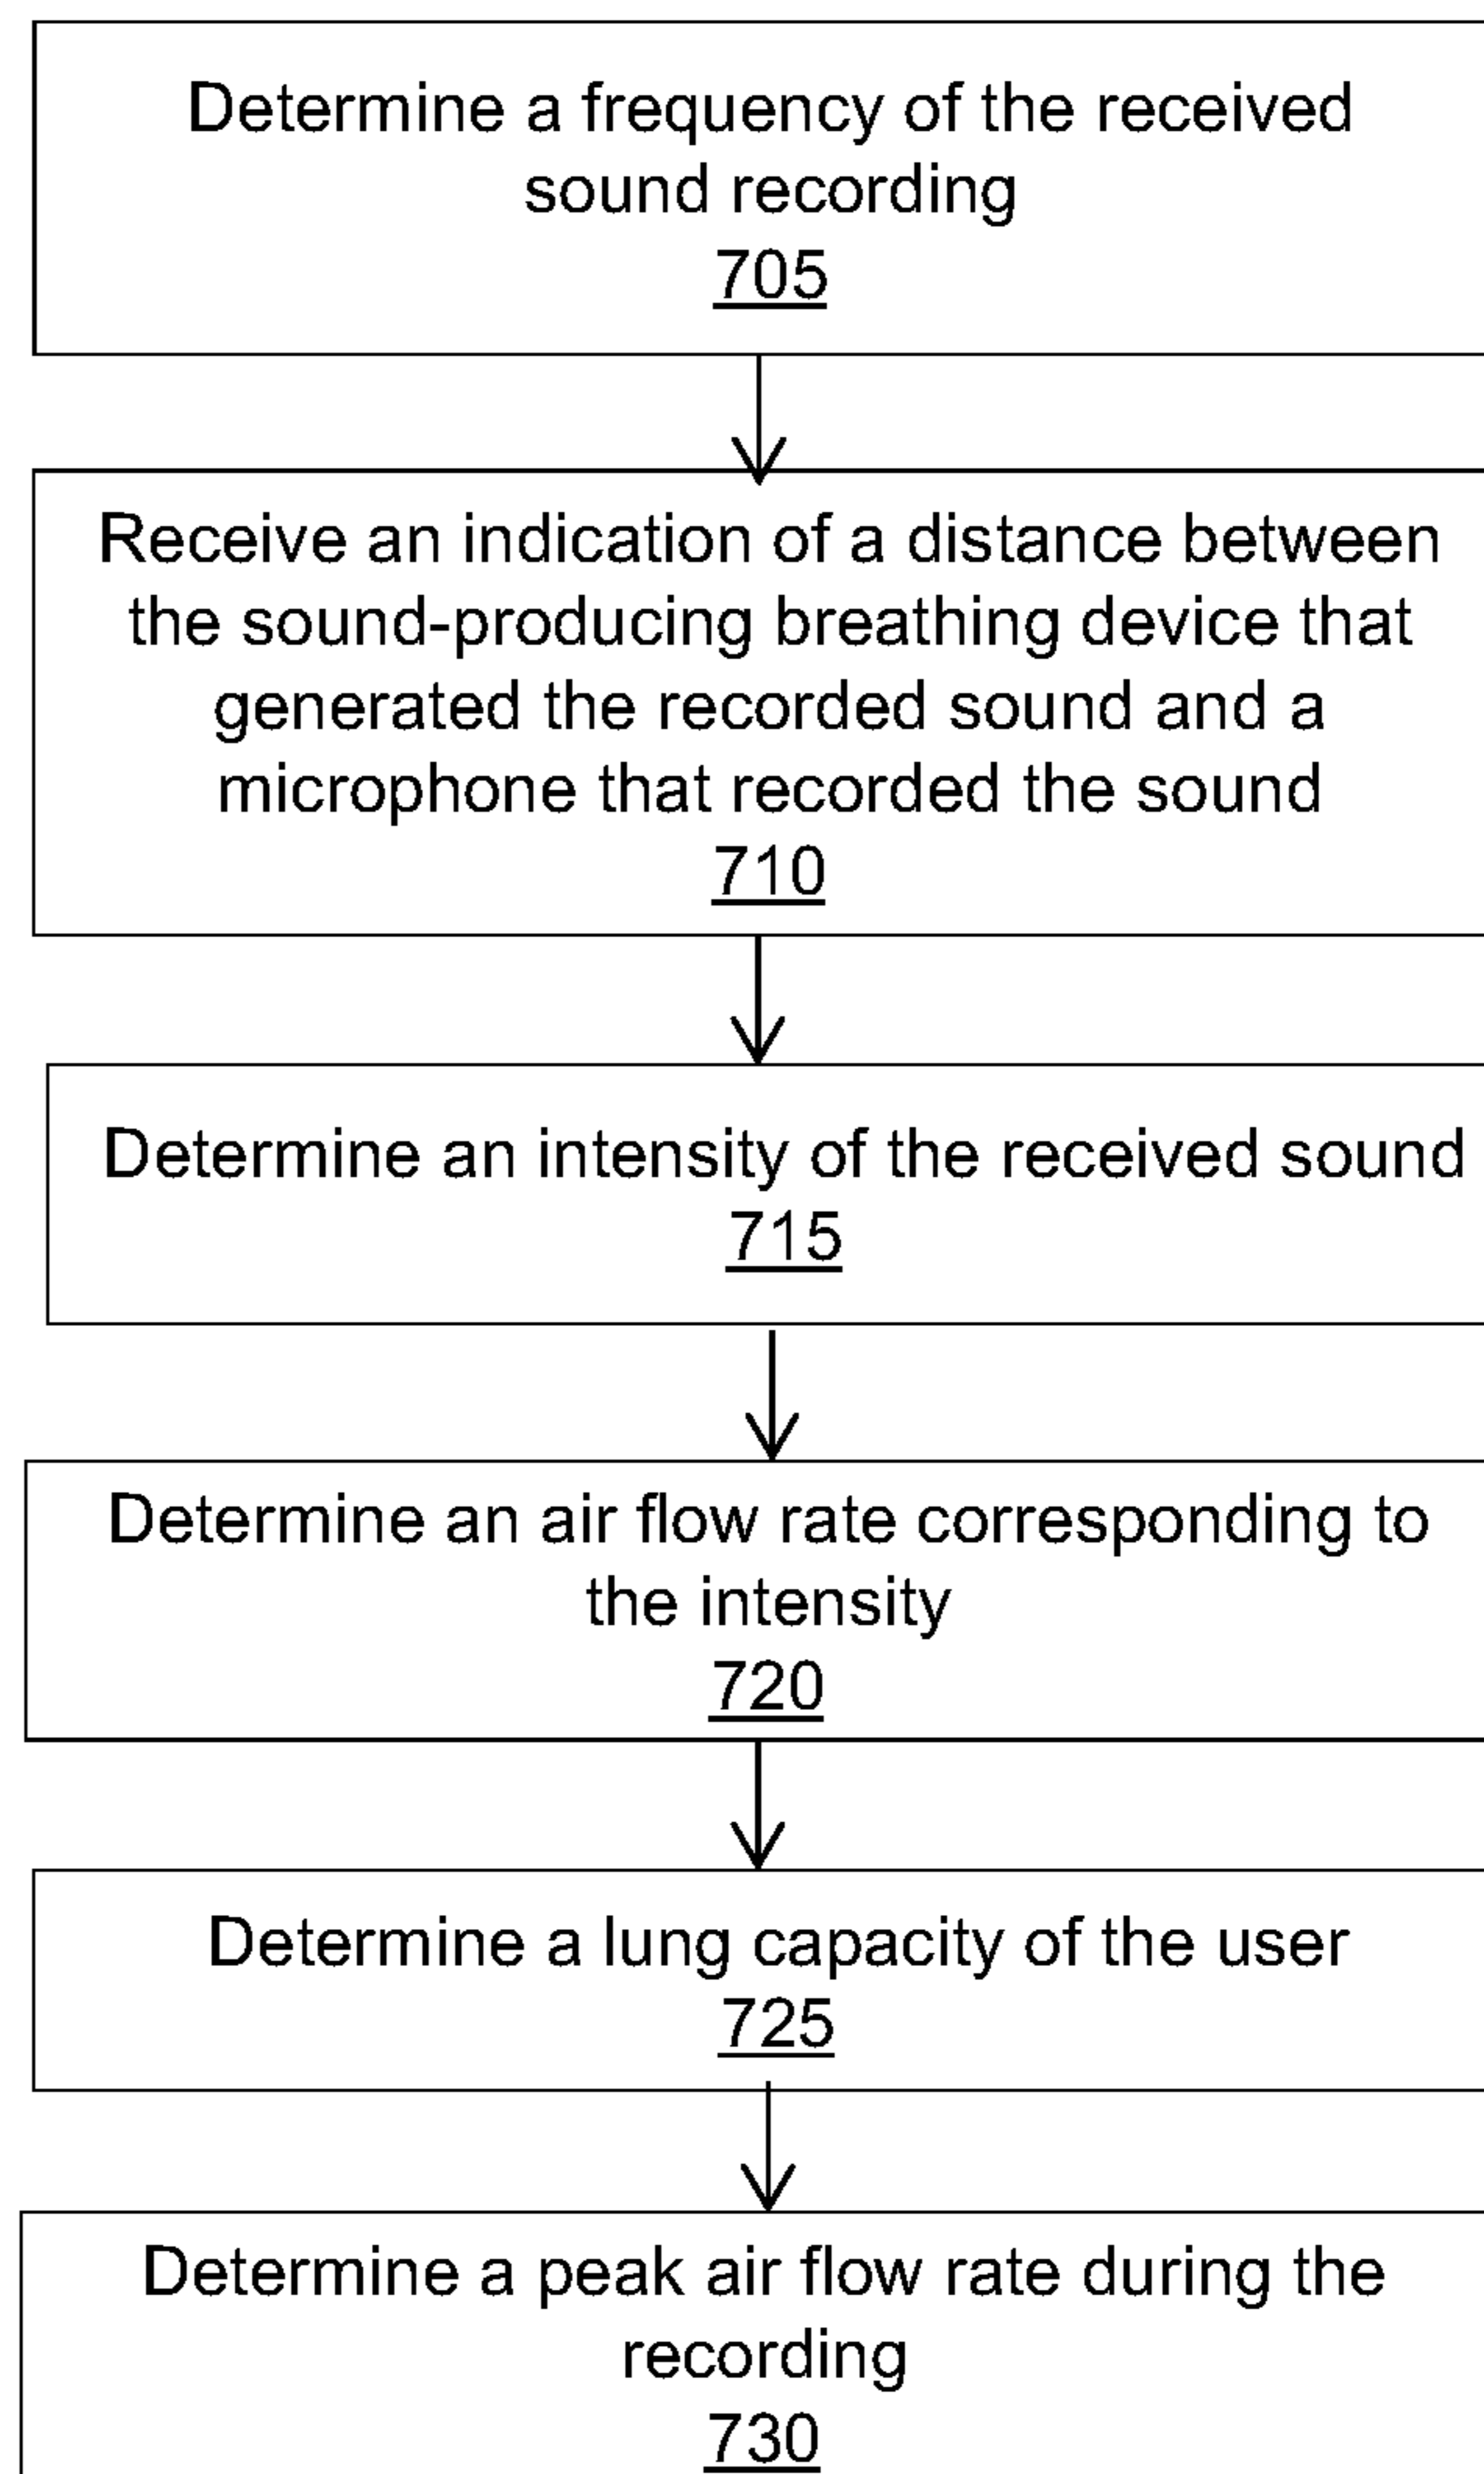 Determine a frequency of the received
sound recording
705
Receive an indication of a distance between
the sound-producing breathing device that
generated the recorded sound and a
microphone that recorded the sound
710
Determine an intensity of the received sound
715
Determine an air flow rate corresponding to
the intensity
720
Determine a lung capacity of the user
725
Determine a peak air flow rate during the
recording
730